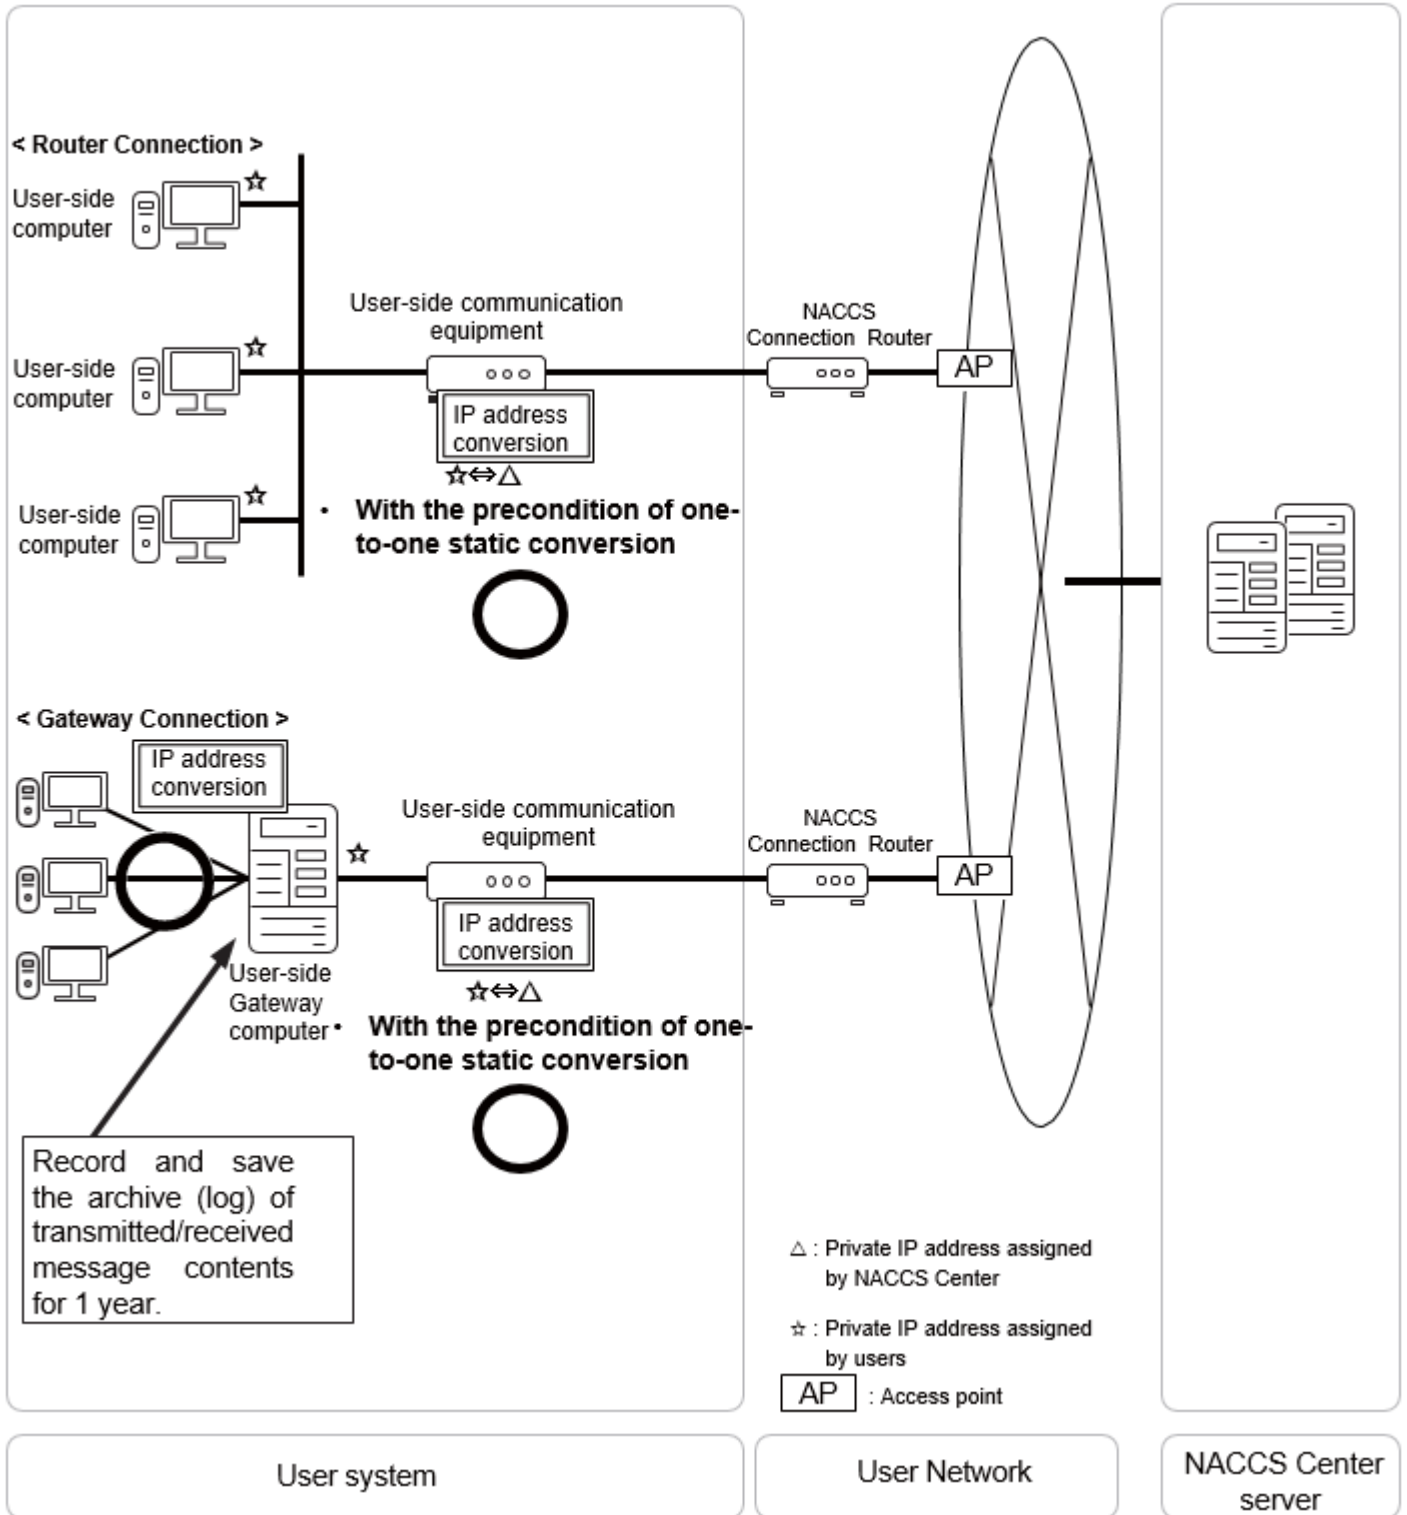 < Router Connection >
User-side
computer
User-side
computer
User-side
computer
User-side communication
equipment
IP address
conversion
☆⇔△
• With the precondition of one-
to-one static conversion
NACCS
Connection Router
AP
< Gateway Connection >
IP address
conversion
User-side
Gateway
computer
User-side communication
equipment
IP address
conversion
☆⇔△
• With the precondition of one-
to-one static conversion
NACCS
Connection Router
AP
Record and save
the archive (log) of
transmitted/received
message contents
for 1 year.
△ : Private IP address assigned
by NACCS Center
☆ : Private IP address assigned
by users
AP : Access point
User system
User Network
NACCS Center
server